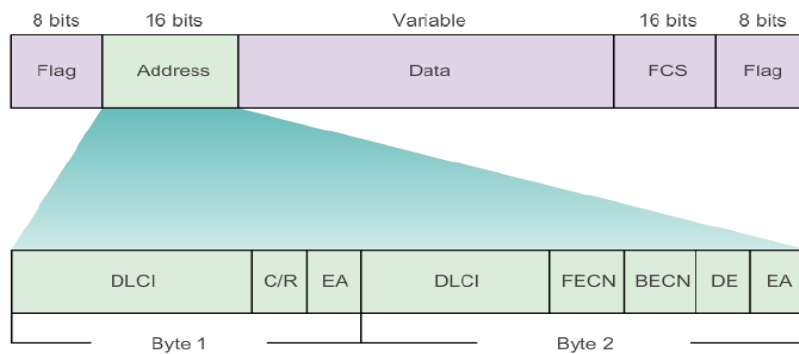 8 bits 16 bits Variable 16 bits 8 bits
Flag Address Data FCS Flag
DLCI C/R EA DLCI FECN BECN DE EA
Byte 1 Byte 2